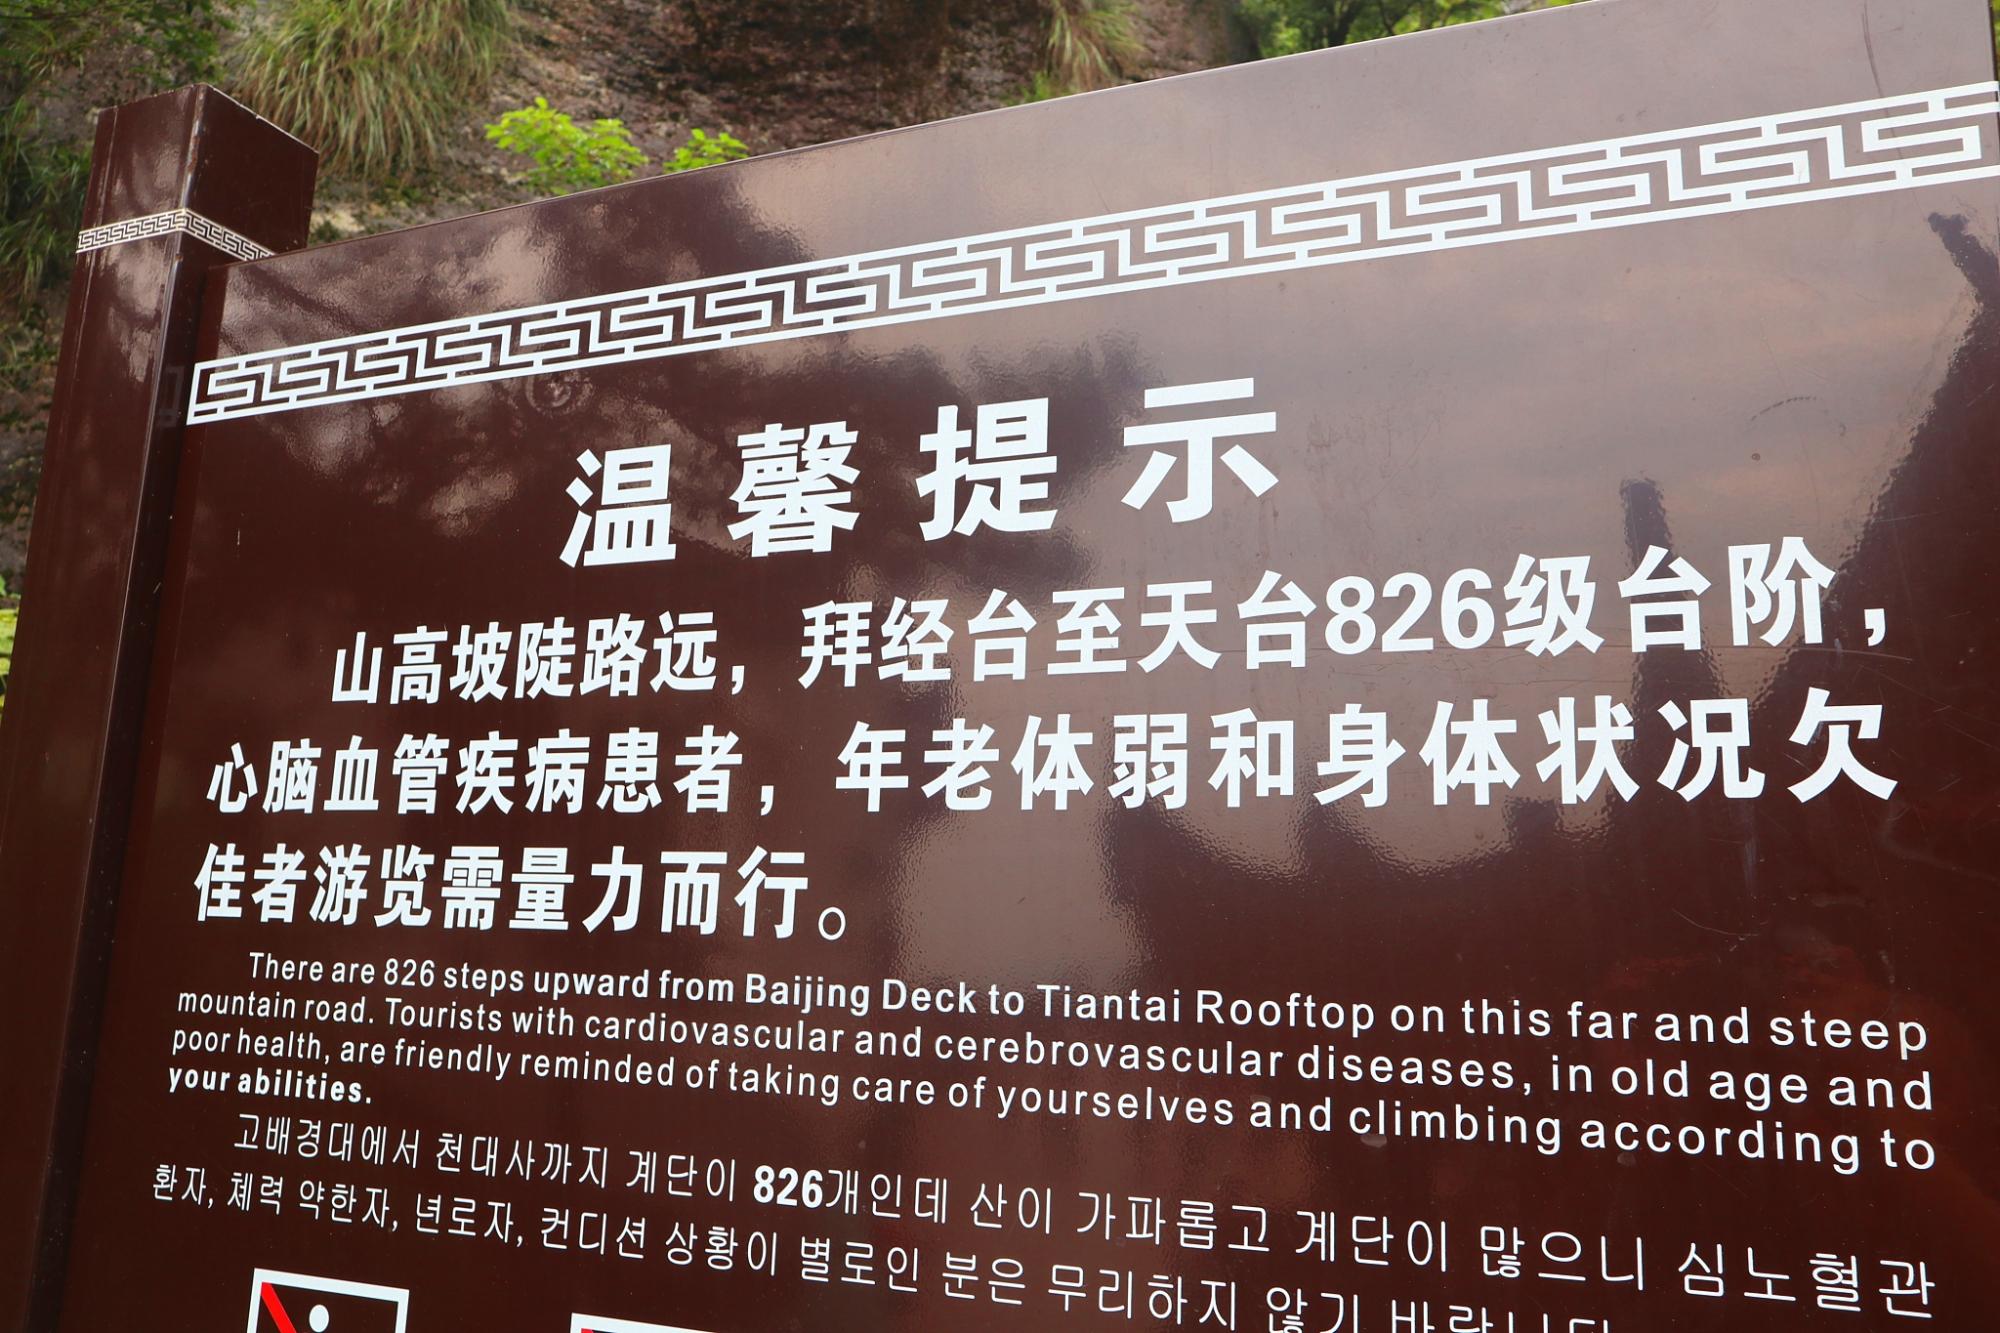 温馨提示
山高坡陡路远，拜经台至天台826级台阶，
心脑血管疾病患者，年老体弱和身体状况欠
佳者游览需量力而行。
There are 826 steps upward from Baijing Deck to Tiantai Rooftop on this far and steep
mountain road. Tourists with cardiovascular and cerebrovascular diseases, in old age and
poor health, are friendly reminded of taking care of yourselves and climbing according to
your abilities.
고배경대에서 천대사까지 계단이 826개인데 산이 가파롭고 계단이 많으니 심노혈관
환자, 체력 약한자, 년로자, 컨디션 상황이 별로인 분은 무리하지 않기 바랍니다